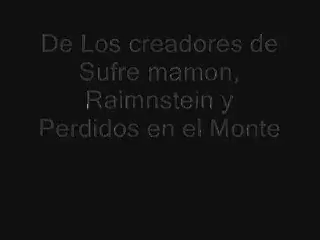 De Los creadores de
Sufre mamon,
Raimnstein y
Perdidos en el Monte